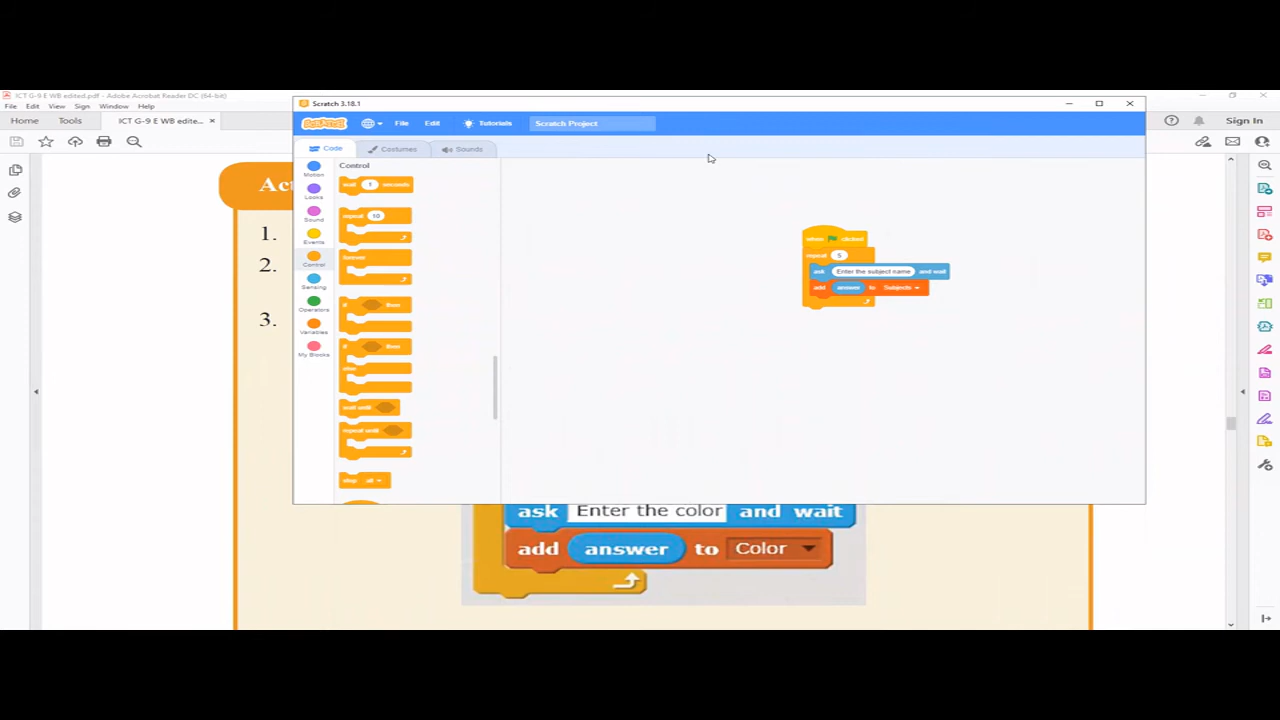 ICT G-9 E WB edited.pdf - Adobe Acrobat Reader DC (64-bit)
File Edit View Sign Window Help
Home Tools ICT G-9 E WB edite... ×
Sign In
Scratch 3.18.1
SCRATCH File Edit Tutorials Scratch Project
Code Costumes Sounds
Motion
Looks
Sound
Events
Control
Sensing
Operators
Variables
My Blocks
Control
wait 1 seconds
repeat 10
forever
if then
if then
else
wait until
repeat until
stop all
when clicked
repeat 5
ask Enter the subject name and wait
add answer to Subjects
1.
2.
3.
ask Enter the color and wait
add answer to Color